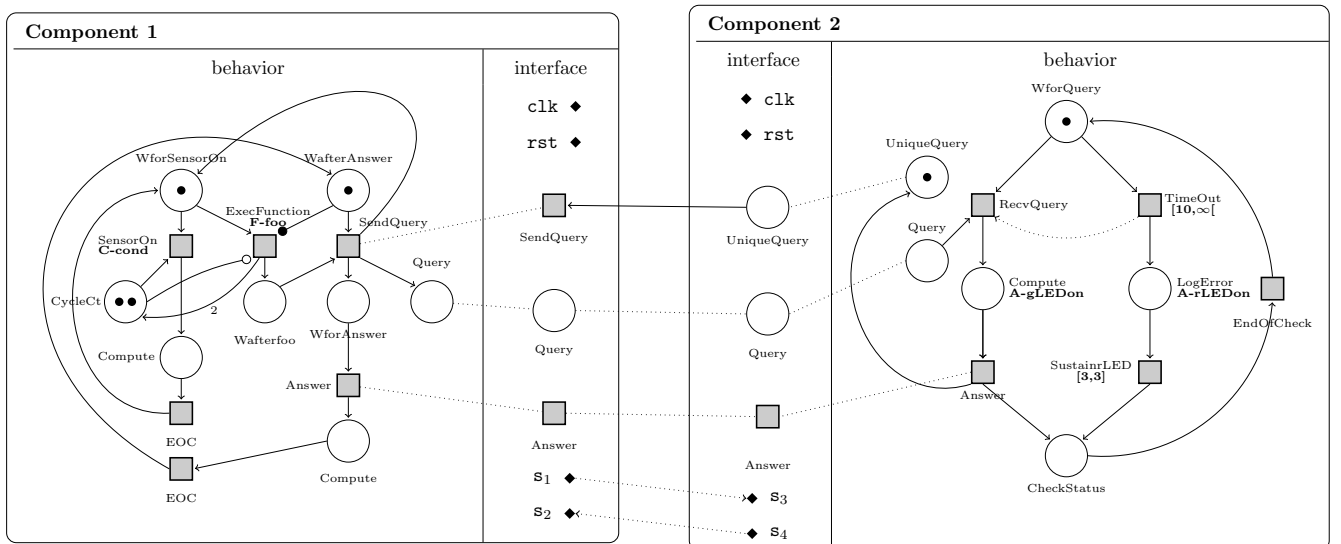 Component 1
behavior
interface
clk
rst
WforSensorOn
WafterAnswer
ExecFunction
F-foo
SendQuery
SensorOn
C-cond
SendQuery
Query
CycleCt
2
Wafterfoo
WforAnswer
Query
Compute
Answer
EOC
Answer
Compute
EOC
s1
s2
Component 2
interface
behavior
clk
rst
WforQuery
UniqueQuery
RecvQuery
TimeOut
[10,∞[
UniqueQuery
Query
Compute
A-gLEDon
LogError
A-rLEDon
EndOfCheck
Query
SustainrLED
[3,3]
Answer
Answer
CheckStatus
s3
s4